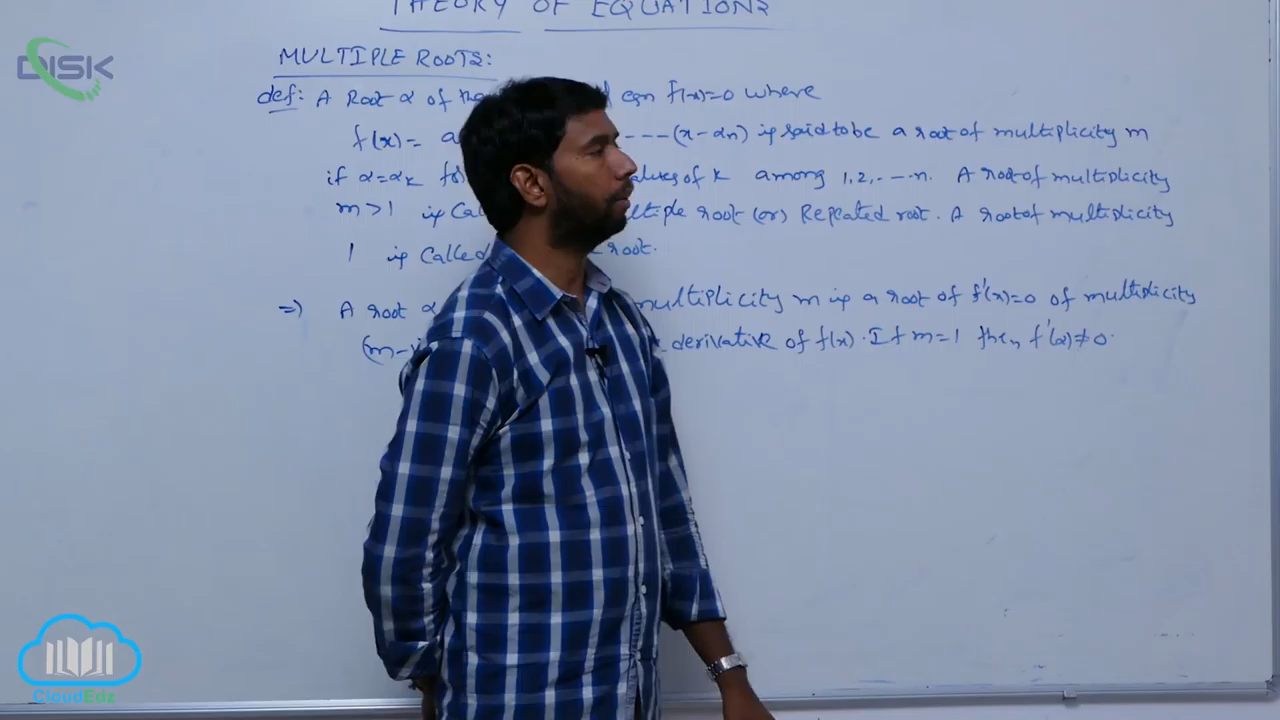 THEORY OF EQUATIONS
DISK
MULTIPLE ROOTS:
def: A Root α of the eqn f(x)=0 where
f(x)= a ----(x-αn) is said to be a root of multiplicity m
if α=αk for values of k among 1,2,-----n. A root of multiplicity
m>1 is multiple root (or) Repeated root. A root of multiplicity
1 is called root.
=> A root α multiplicity m is a root of f'(x)=0 of multiplicity
(m- derivative of f(x). If m=1 then f'(α)≠0.
CloudEdz